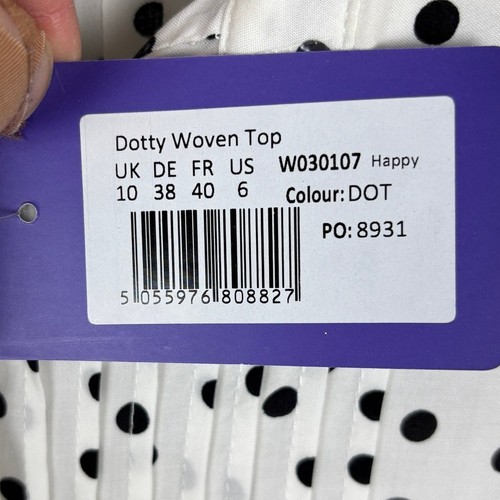 Dotty Woven Top
UK DE FR US W030107 Happy
10 38 40 6 Colour: DOT
PO: 8931
5 055976 808827